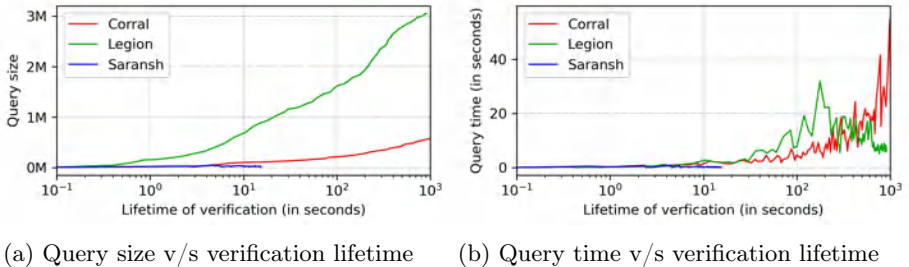 3M
2M
1M
0M
Query size
Corral
Legion
Saransh
10^-1
10^0
10^1
10^2
10^3
Lifetime of verification (in seconds)
(a) Query size v/s verification lifetime
40
20
0
Query time (in seconds)
Corral
Legion
Saransh
10^-1
10^0
10^1
10^2
10^3
Lifetime of verfication (in seconds)
(b) Query time v/s verification lifetime